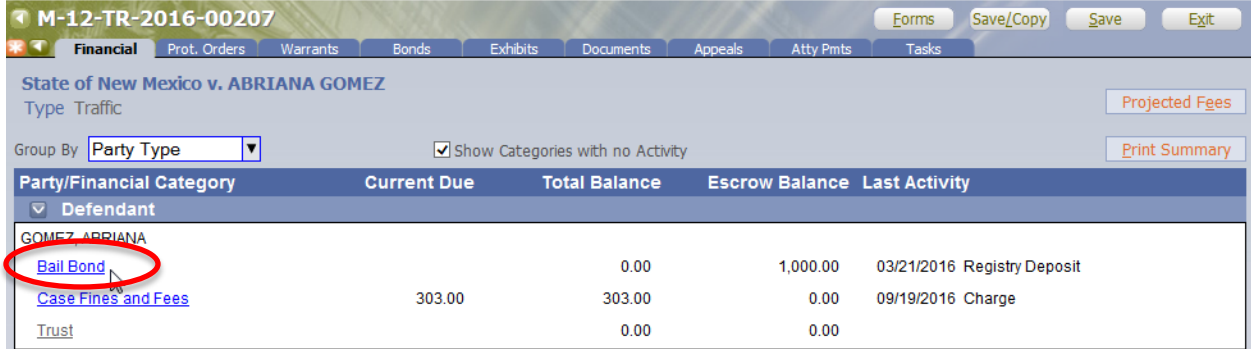 M-12-TR-2016-00207 Forms Save/Copy Save Exit
Financial Prot. Orders Warrants Bonds Exhibits Documents Appeals Atty Pmts Tasks
State of New Mexico v. ABRIANA GOMEZ
Type Traffic
Projected Fees
Group By Party Type Show Categories with no Activity Print Summary
Party/Financial Category Current Due Total Balance Escrow Balance Last Activity
Defendant
GOMEZ, ABRIANA
Bail Bond 0.00 1,000.00 03/21/2016 Registry Deposit
Case Fines and Fees 303.00 303.00 0.00 09/19/2016 Charge
Trust 0.00 0.00